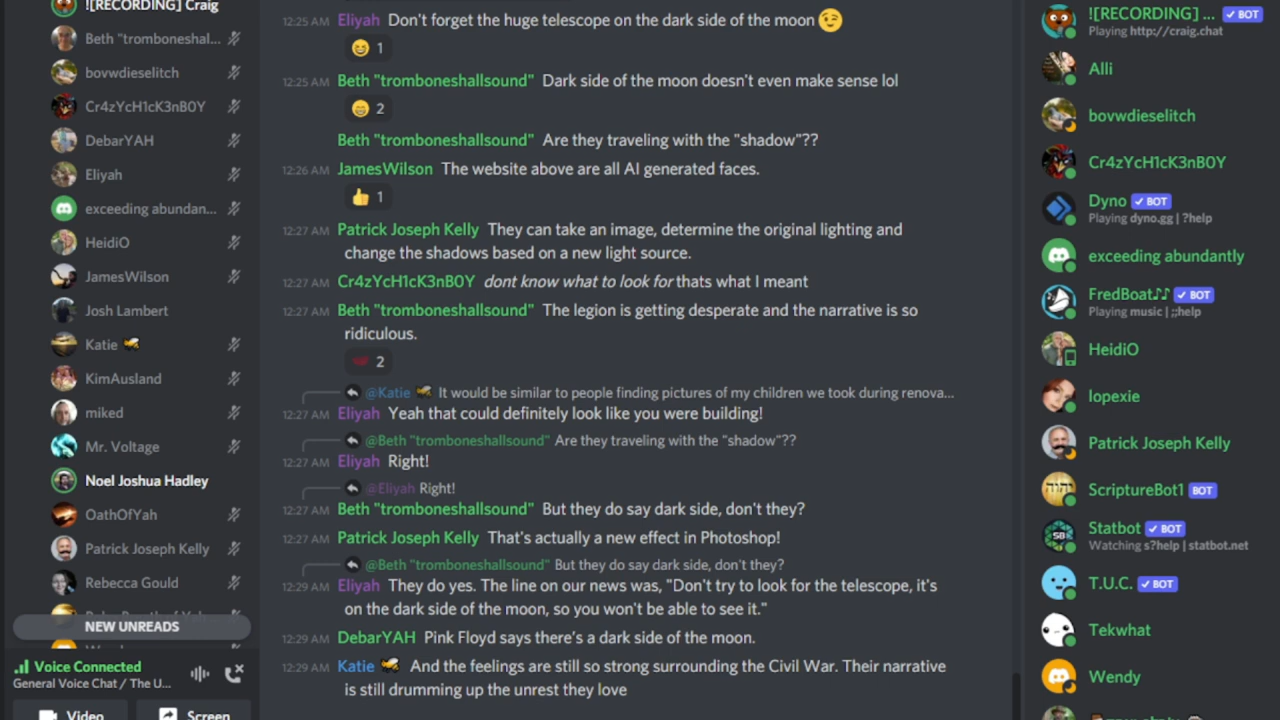 ![RECORDING] Craig
Beth "tromboneshal...
bovwdieselitch
Cr4zYcH1cK3nB0Y
DebarYAH
Eliyah
exceeding abundan...
HeidiO
JamesWilson
Josh Lambert
Katie
KimAusland
miked
Mr. Voltage
Noel Joshua Hadley
OathOfYah
Patrick Joseph Kelly
Rebecca Gould
NEW UNREADS
Voice Connected
General Voice Chat / The U...
Video
Screen
12:25 AM Eliyah Don't forget the huge telescope on the dark side of the moon 😉
😆 1
12:25 AM Beth "tromboneshallsound" Dark side of the moon doesn't even make sense lol
😁 2
Beth "tromboneshallsound" Are they traveling with the "shadow"??
12:26 AM JamesWilson The website above are all AI generated faces.
👍 1
12:27 AM Patrick Joseph Kelly They can take an image, determine the original lighting and
change the shadows based on a new light source.
12:27 AM Cr4zYcH1cK3nB0Y dont know what to look for thats what I meant
12:27 AM Beth "tromboneshallsound" The legion is getting desperate and the narrative is so
ridiculous.
2
@Katie It would be similar to people finding pictures of my children we took during renova...
12:27 AM Eliyah Yeah that could definitely look like you were building!
@Beth "tromboneshallsound" Are they traveling with the "shadow"??
12:27 AM Eliyah Right!
@Eliyah Right!
12:27 AM Beth "tromboneshallsound" But they do say dark side, don't they?
12:27 AM Patrick Joseph Kelly That's actually a new effect in Photoshop!
@Beth "tromboneshallsound" But they do say dark side, don't they?
12:29 AM Eliyah They do yes. The line on our news was, "Don't try to look for the telescope, it's
on the dark side of the moon, so you won't be able to see it."
12:29 AM DebarYAH Pink Floyd says there's a dark side of the moon.
12:29 AM Katie And the feelings are still so strong surrounding the Civil War. Their narrative
is still drumming up the unrest they love
![RECORDING] ... ✓ BOT
Playing http://craig.chat
Alli
bovwdieselitch
Cr4zYcH1cK3nB0Y
Dyno ✓ BOT
Playing dyno.gg | ?help
exceeding abundantly
FredBoat♪♪ ✓ BOT
Playing music | ;;help
HeidiO
lopexie
Patrick Joseph Kelly
ScriptureBot1 BOT
Statbot ✓ BOT
SB
Watching s?help | statbot.net
T.U.C. ✓ BOT
Tekwhat
Wendy